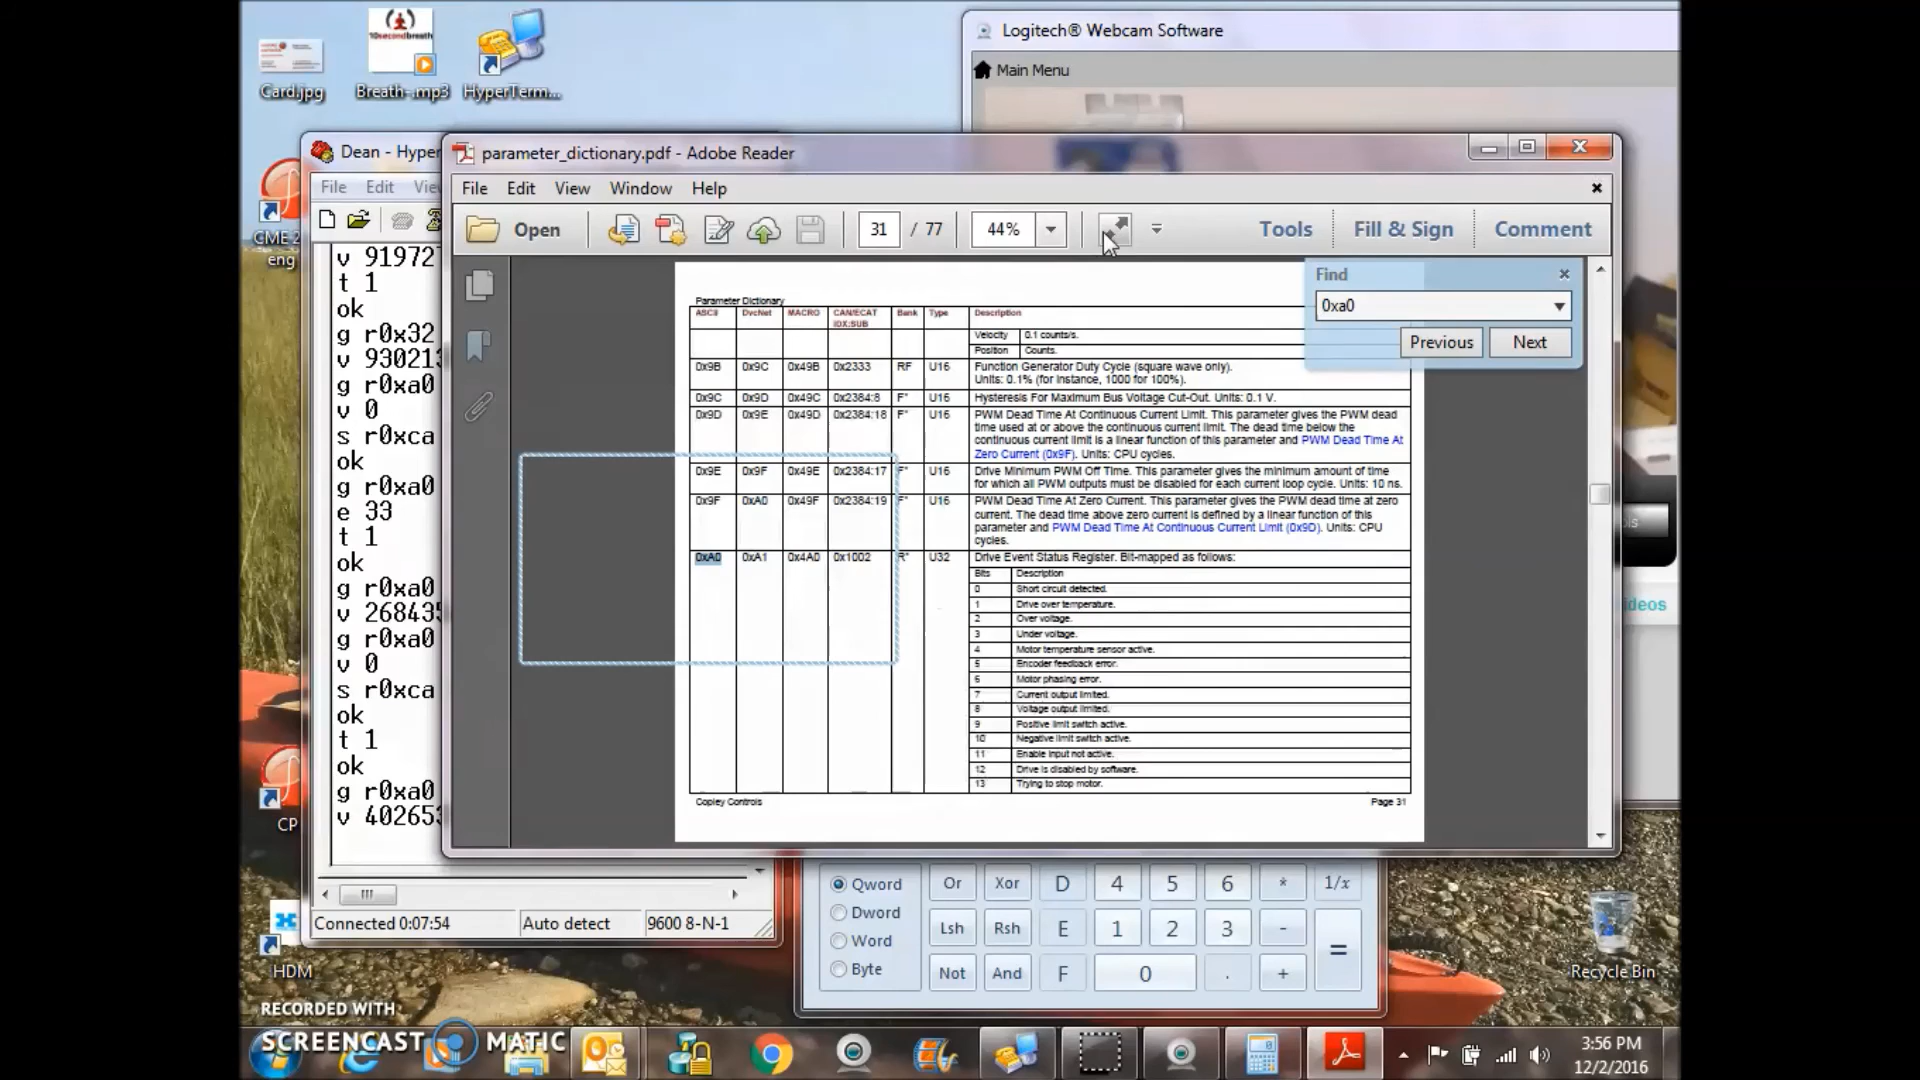 Card.jpg
10secondbreath
Breath-.mp3
HyperTerm...
Logitech® Webcam Software
Main Menu
Dean - Hyper
File Edit Vie
CME 2
eng
v 919727
t 1
ok
g r0x32
v 930213
g r0xa0
v 0
s r0xca
ok
g r0xa0
e 33
t 1
ok
g r0xa0
v 268435
g r0xa0
v 0
s r0xca
ok
t 1
ok
g r0xa0
v 402653
CP
Connected 0:07:54 Auto detect 9600 8-N-1
HDM
parameter_dictionary.pdf - Adobe Reader
File Edit View Window Help
Open 31 / 77 44% Tools Fill & Sign Comment
Find
0xa0
Previous Next
Parameter Dictionary
ASCII DvcNet MACRO CAN/ECAT IDX:SUB Bank Type Description
Velocity 0.1 counts/s.
Position Counts.
0x9B 0x9C 0x49B 0x2333 RF U16 Function Generator Duty Cycle (square wave only).
Units: 0.1% (for instance, 1000 for 100%).
0x9C 0x9D 0x49C 0x2384:8 F* U16 Hysteresis For Maximum Bus Voltage Cut-Out. Units: 0.1 V.
0x9D 0x9E 0x49D 0x2384:18 F* U16 PWM Dead Time At Continuous Current Limit. This parameter gives the PWM dead
time used at or above the continuous current limit. The dead time below the
continuous current limit is a linear function of this parameter and PWM Dead Time At
Zero Current (0x9F). Units: CPU cycles.
0x9E 0x9F 0x49E 0x2384:17 F* U16 Drive Minimum PWM Off Time. This parameter gives the minimum amount of time
for which all PWM outputs must be disabled for each current loop cycle. Units: 10 ns.
0x9F 0xA0 0x49F 0x2384:19 F* U16 PWM Dead Time At Zero Current. This parameter gives the PWM dead time at zero
current. The dead time above zero current is defined by a linear function of this
parameter and PWM Dead Time At Continuous Current Limit (0x9D). Units: CPU
cycles.
0xA0 0xA1 0x4A0 0x1002 R* U32 Drive Event Status Register. Bit-mapped as follows:
Bits Description
0 Short circuit detected.
1 Drive over temperature.
2 Over voltage.
3 Under voltage.
4 Motor temperature sensor active.
5 Encoder feedback error.
6 Motor phasing error.
7 Current output limited.
8 Voltage output limited.
9 Positive limit switch active.
10 Negative limit switch active.
11 Enable input not active.
12 Drive is disabled by software.
13 Trying to stop motor.
Copley Controls Page 31
ideos
Qword Or Xor D 4 5 6 * 1/x
Dword
Word Lsh Rsh E 1 2 3 - =
Byte Not And F 0 . +
Recycle Bin
RECORDED WITH
SCREENCAST MATIC
3:56 PM
12/2/2016